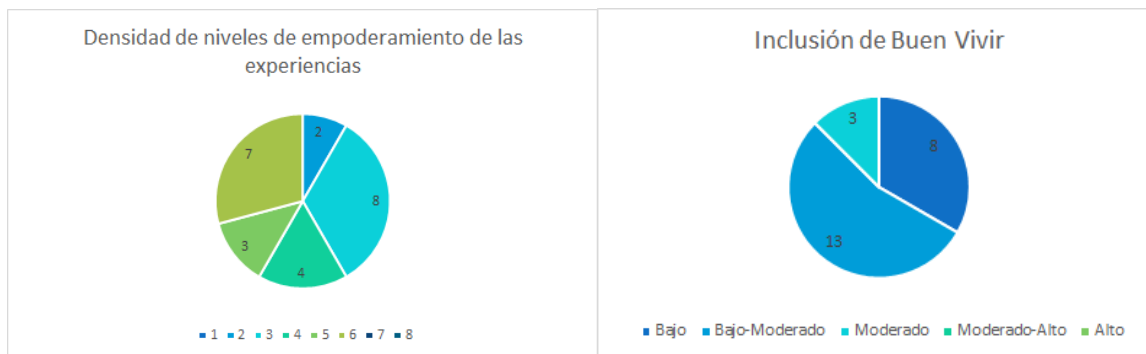 Densidad de niveles de empoderamiento de las
experiencias
2
8
4
3
7
1 2 3 4 5 6 7 8
Inclusión de Buen Vivir
8
13
3
Bajo Bajo-Moderado Moderado Moderado-Alto Alto